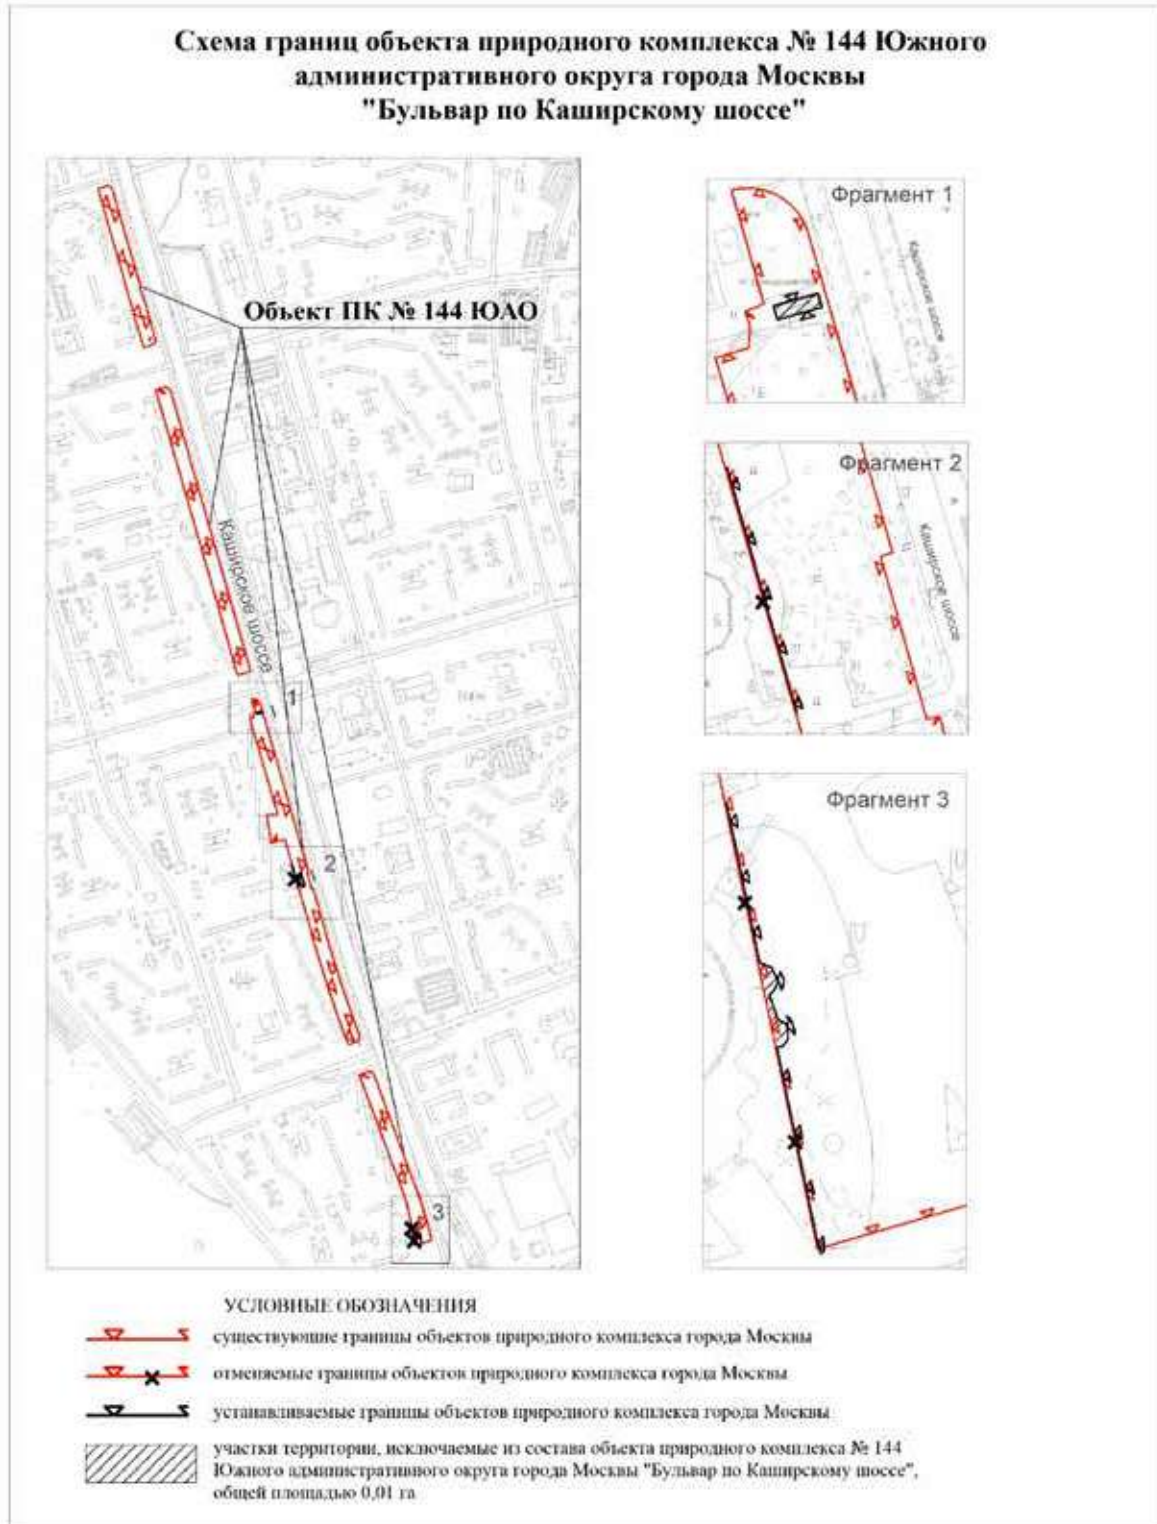 Схема границ объекта природного комплекса № 144 Южного
административного округа города Москвы
"Бульвар по Каширскому шоссе"
Объект ПК № 144 ЮАО
Каширское шоссе
1
2
3
Фрагмент 1
Каширское шоссе
Фрагмент 2
Каширское шоссе
Фрагмент 3
УСЛОВНЫЕ ОБОЗНАЧЕНИЯ
существующие границы объектов природного комплекса города Москвы
отменяемые границы объектов природного комплекса города Москвы
устанавливаемые границы объектов природного комплекса города Москвы
участки территории, исключаемые из состава объекта природного комплекса № 144
Южного административного округа города Москвы "Бульвар по Каширскому шоссе",
общей площадью 0,01 га